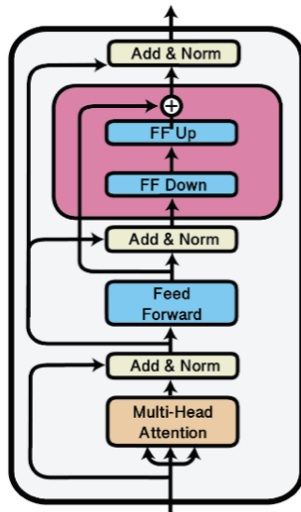 Add & Norm
FF Up
FF Down
Add & Norm
Feed
Forward
Add & Norm
Multi-Head
Attention